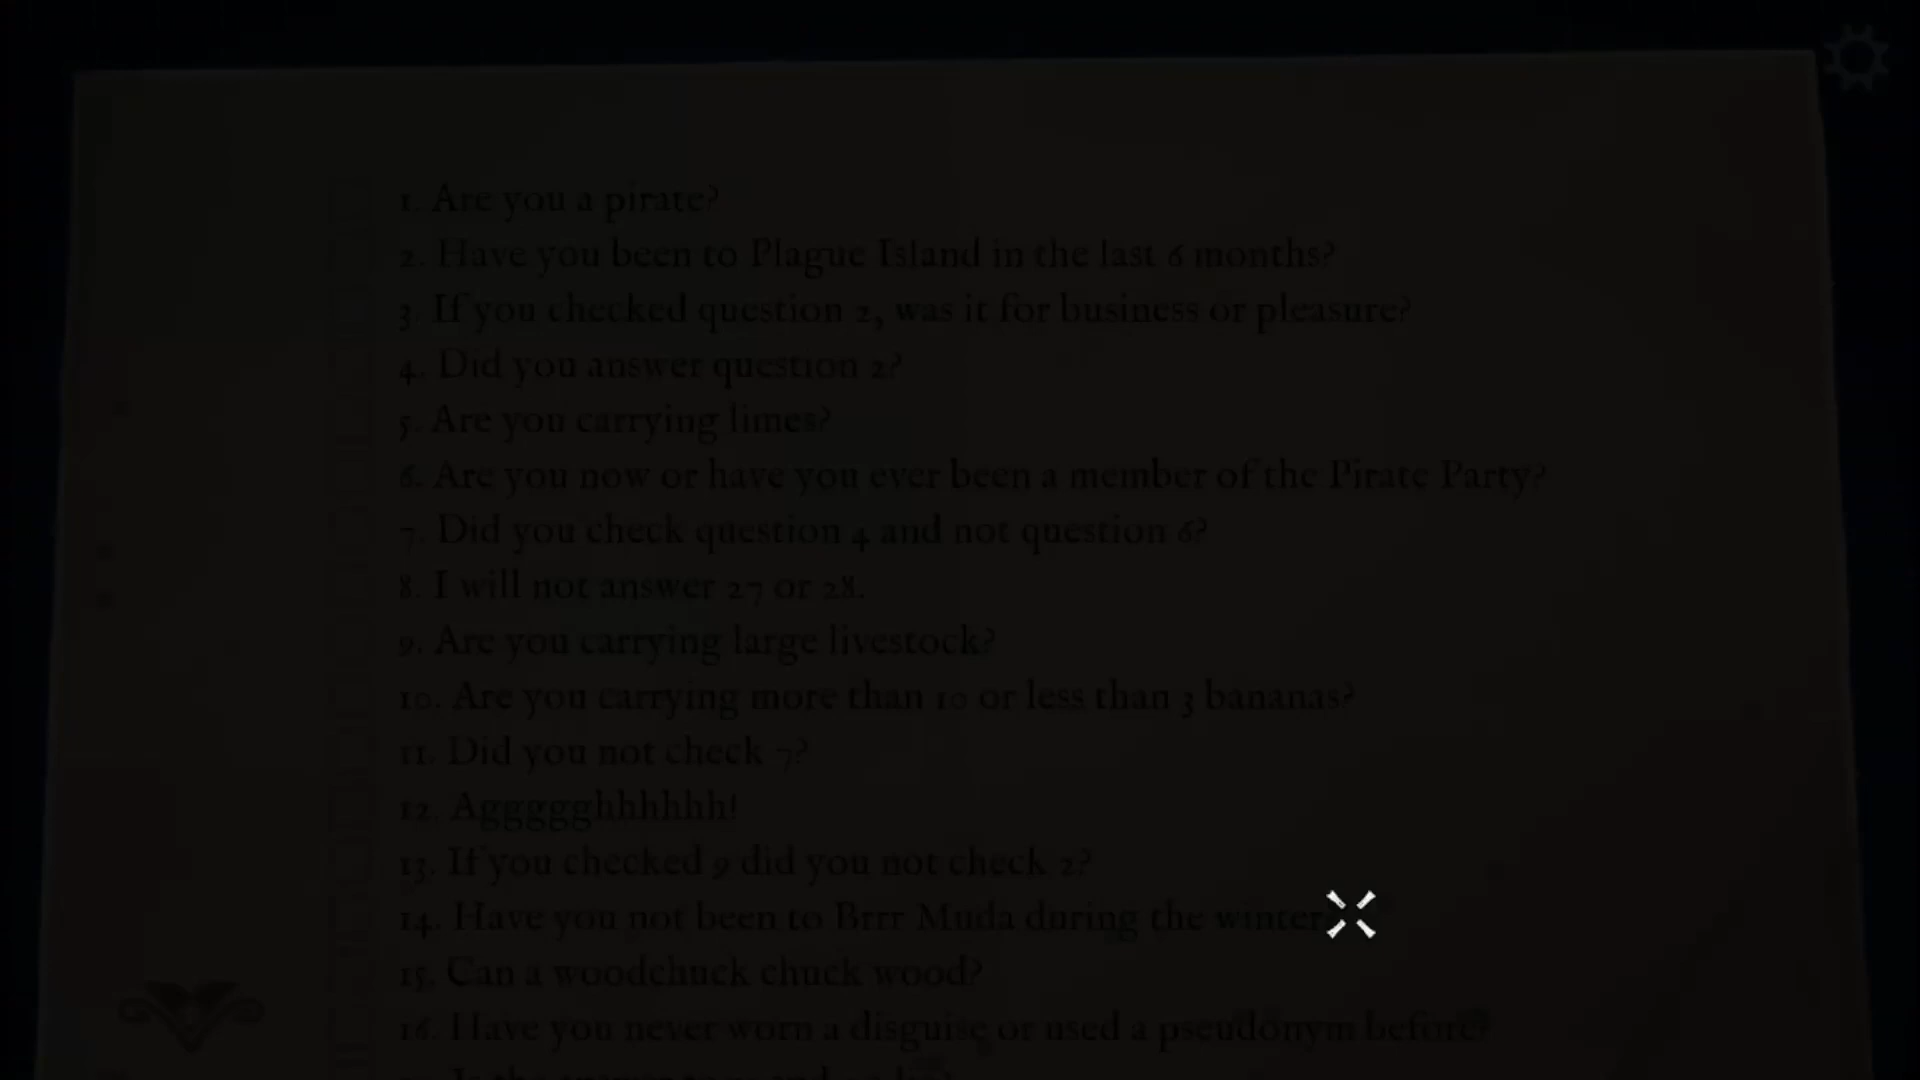 1. Are you a pirate?
2. Have you been to Plague Island in the last 6 months?
3. If you checked question 2, was it for business or pleasure?
4. Did you answer question 2?
5. Are you carrying limes?
6. Are you now or have you ever been a member of the Pirate Party?
7. Did you check question 4 and not question 6?
8. I will not answer 27 or 28.
9. Are you carrying large livestock?
10. Are you carrying more than 10 or less than 3 bananas?
11. Did you not check 7?
12. Aggggghhhhhh!
13. If you checked 9 did you not check 2?
14. Have you not been to Brrr Muda during the winter
15. Can a woodchuck chuck wood?
16. Have you never worn a disguise or used a pseudonym before?